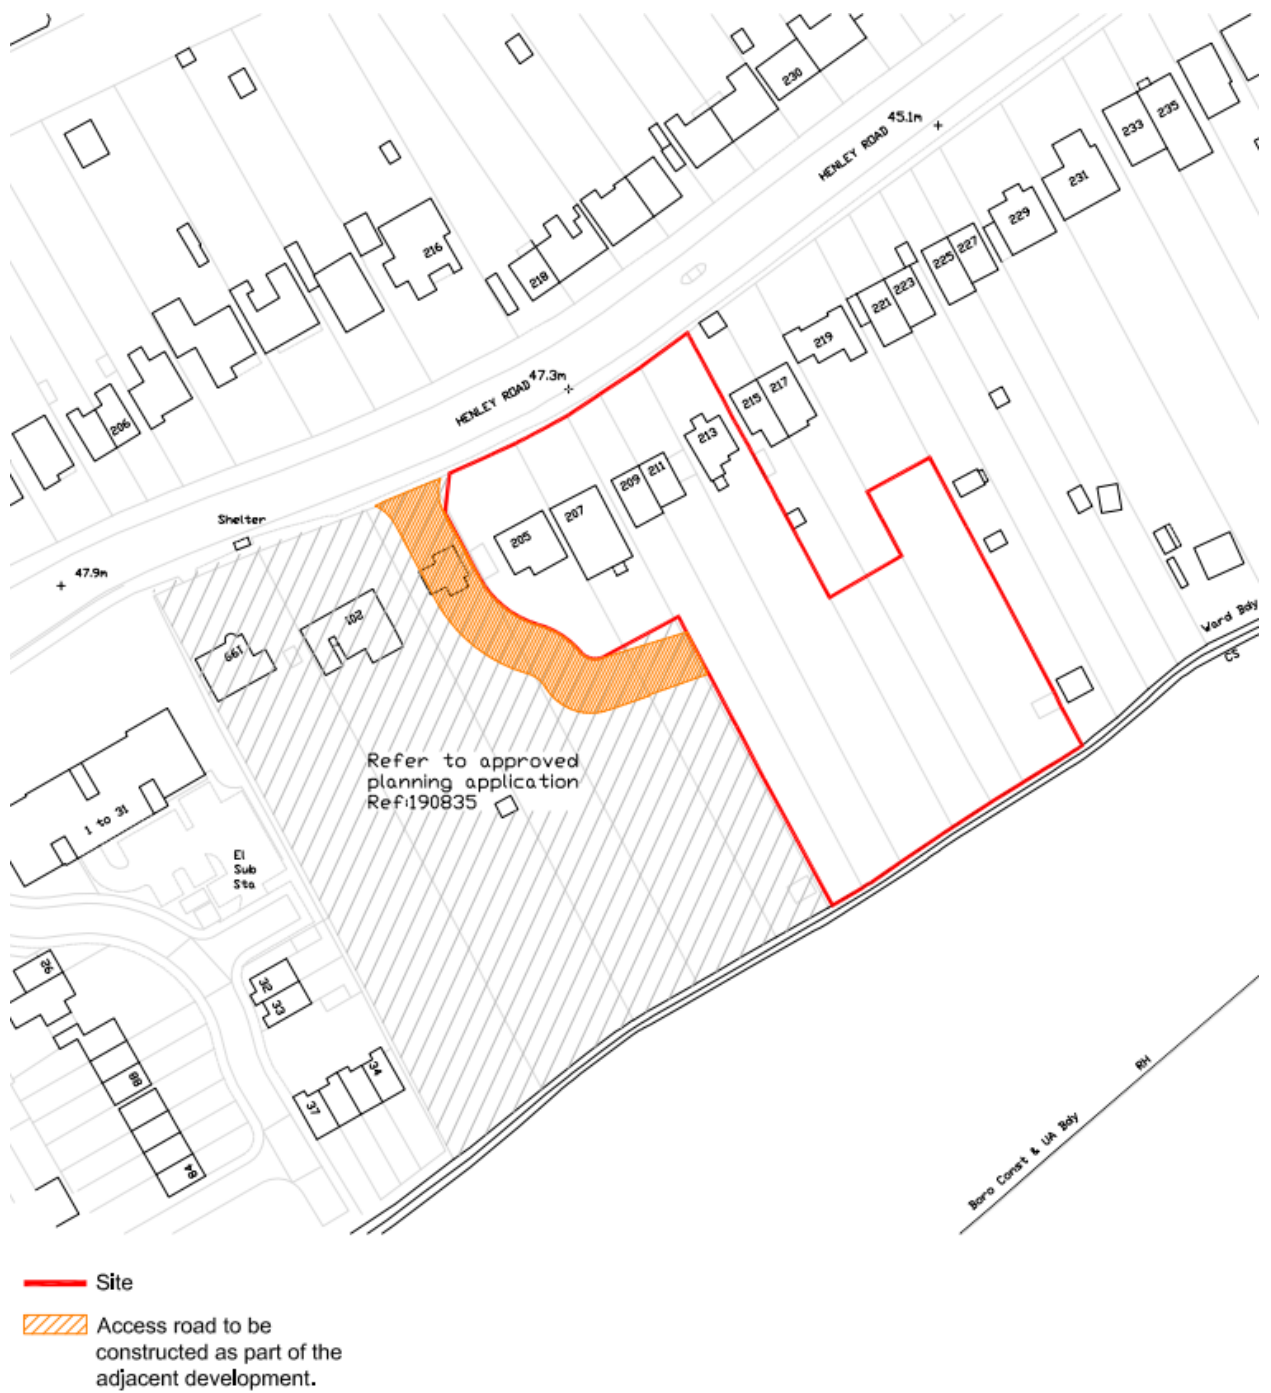 230
45.1m
HENLEY ROAD
233
235
231
229
216
218
225
227
221
223
219
47.3m
HENLEY ROAD
206
215
217
213
209
211
207
205
Shelter
47.9m
199
201
Ward Bdy
CS
Refer to approved
planning application
Ref:190835
1 to 31
El
Sub
Sta
26
32
33
88
34
37
84
RH
Boro Const & UA Bdy
Site
Access road to be
constructed as part of the
adjacent development.